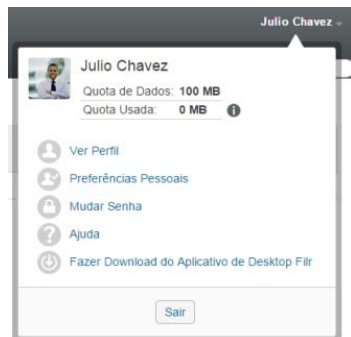 Julio Chavez
Julio Chavez
Quota de Dados: 100 MB
Quota Usada: 0 MB
Ver Perfil
Preferências Pessoais
Mudar Senha
Ajuda
Fazer Download do Aplicativo de Desktop Filr
Sair